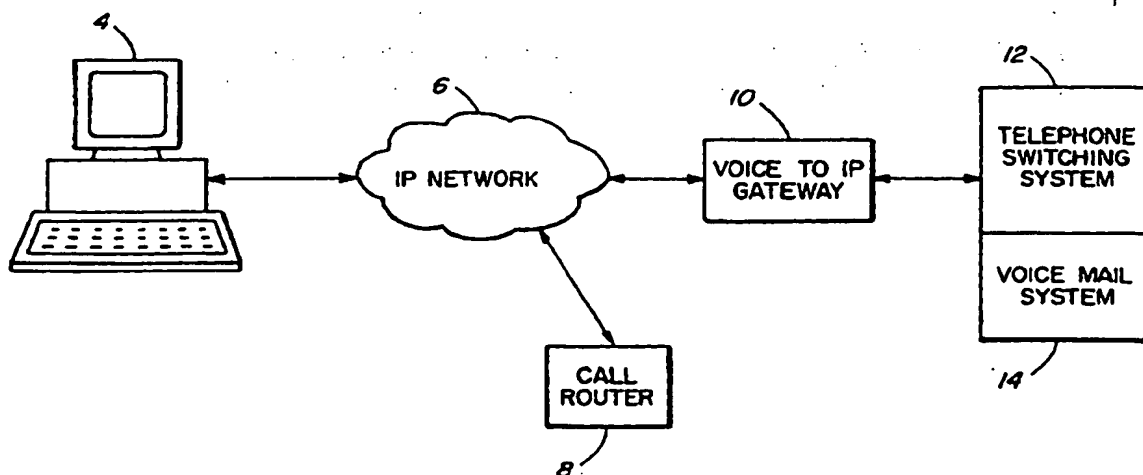 4
6
IP NETWORK
10
VOICE TO IP
GATEWAY
12
TELEPHONE
SWITCHING
SYSTEM
VOICE MAIL
SYSTEM
14
CALL
ROUTER
8